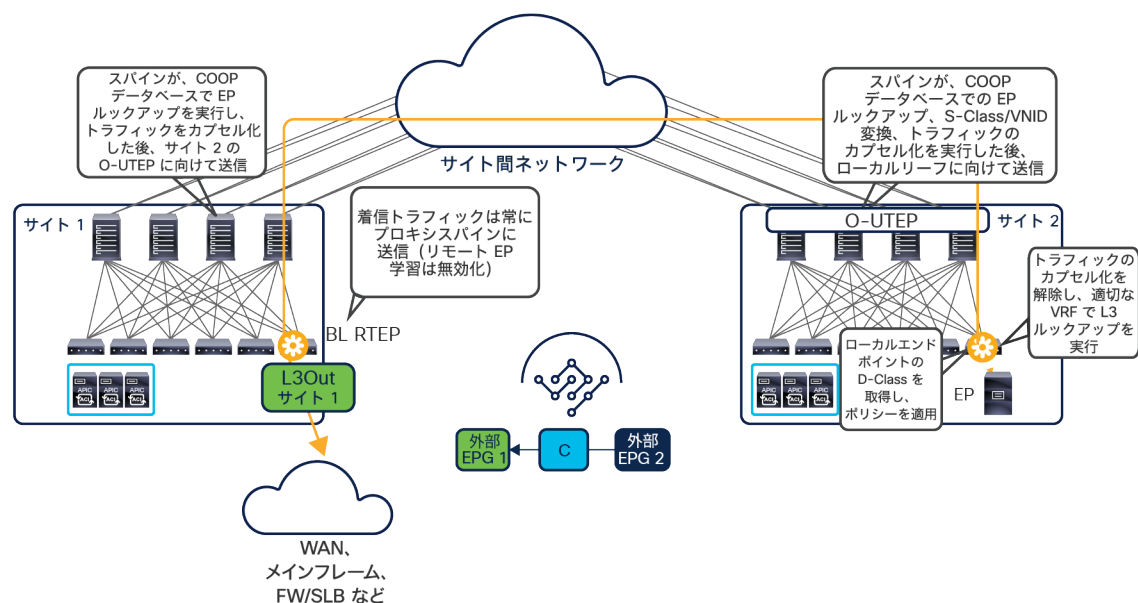 スパインが、COOP
データベースで EP
ルックアップを実行し、
トラフィックをカプセル化
した後、サイト 2 の
O-UTEP に向けて送信
サイト間ネットワーク
スパインが、COOP
データベースでの EP
ルックアップ、S-Class/VNID
変換、トラフィックの
カプセル化を実行した後、
ローカルリーフに向けて送信
サイト 1
着信トラフィックは常に
プロキシスパインに
送信（リモート EP
学習は無効化）
BL RTEP
L3Out
サイト 1
APIC
ACI
APIC
ACI
APIC
ACI
O-UTEP
サイト 2
トラフィックの
カプセル化を
解除し、適切な
VRF で L3
ルックアップを
実行
ローカルエンド
ポイントの
D-Class を
取得し、
ポリシーを適用
EP
APIC
ACI
APIC
ACI
APIC
ACI
外部
EPG 1
C
外部
EPG 2
WAN、
メインフレーム、
FW/SLB など